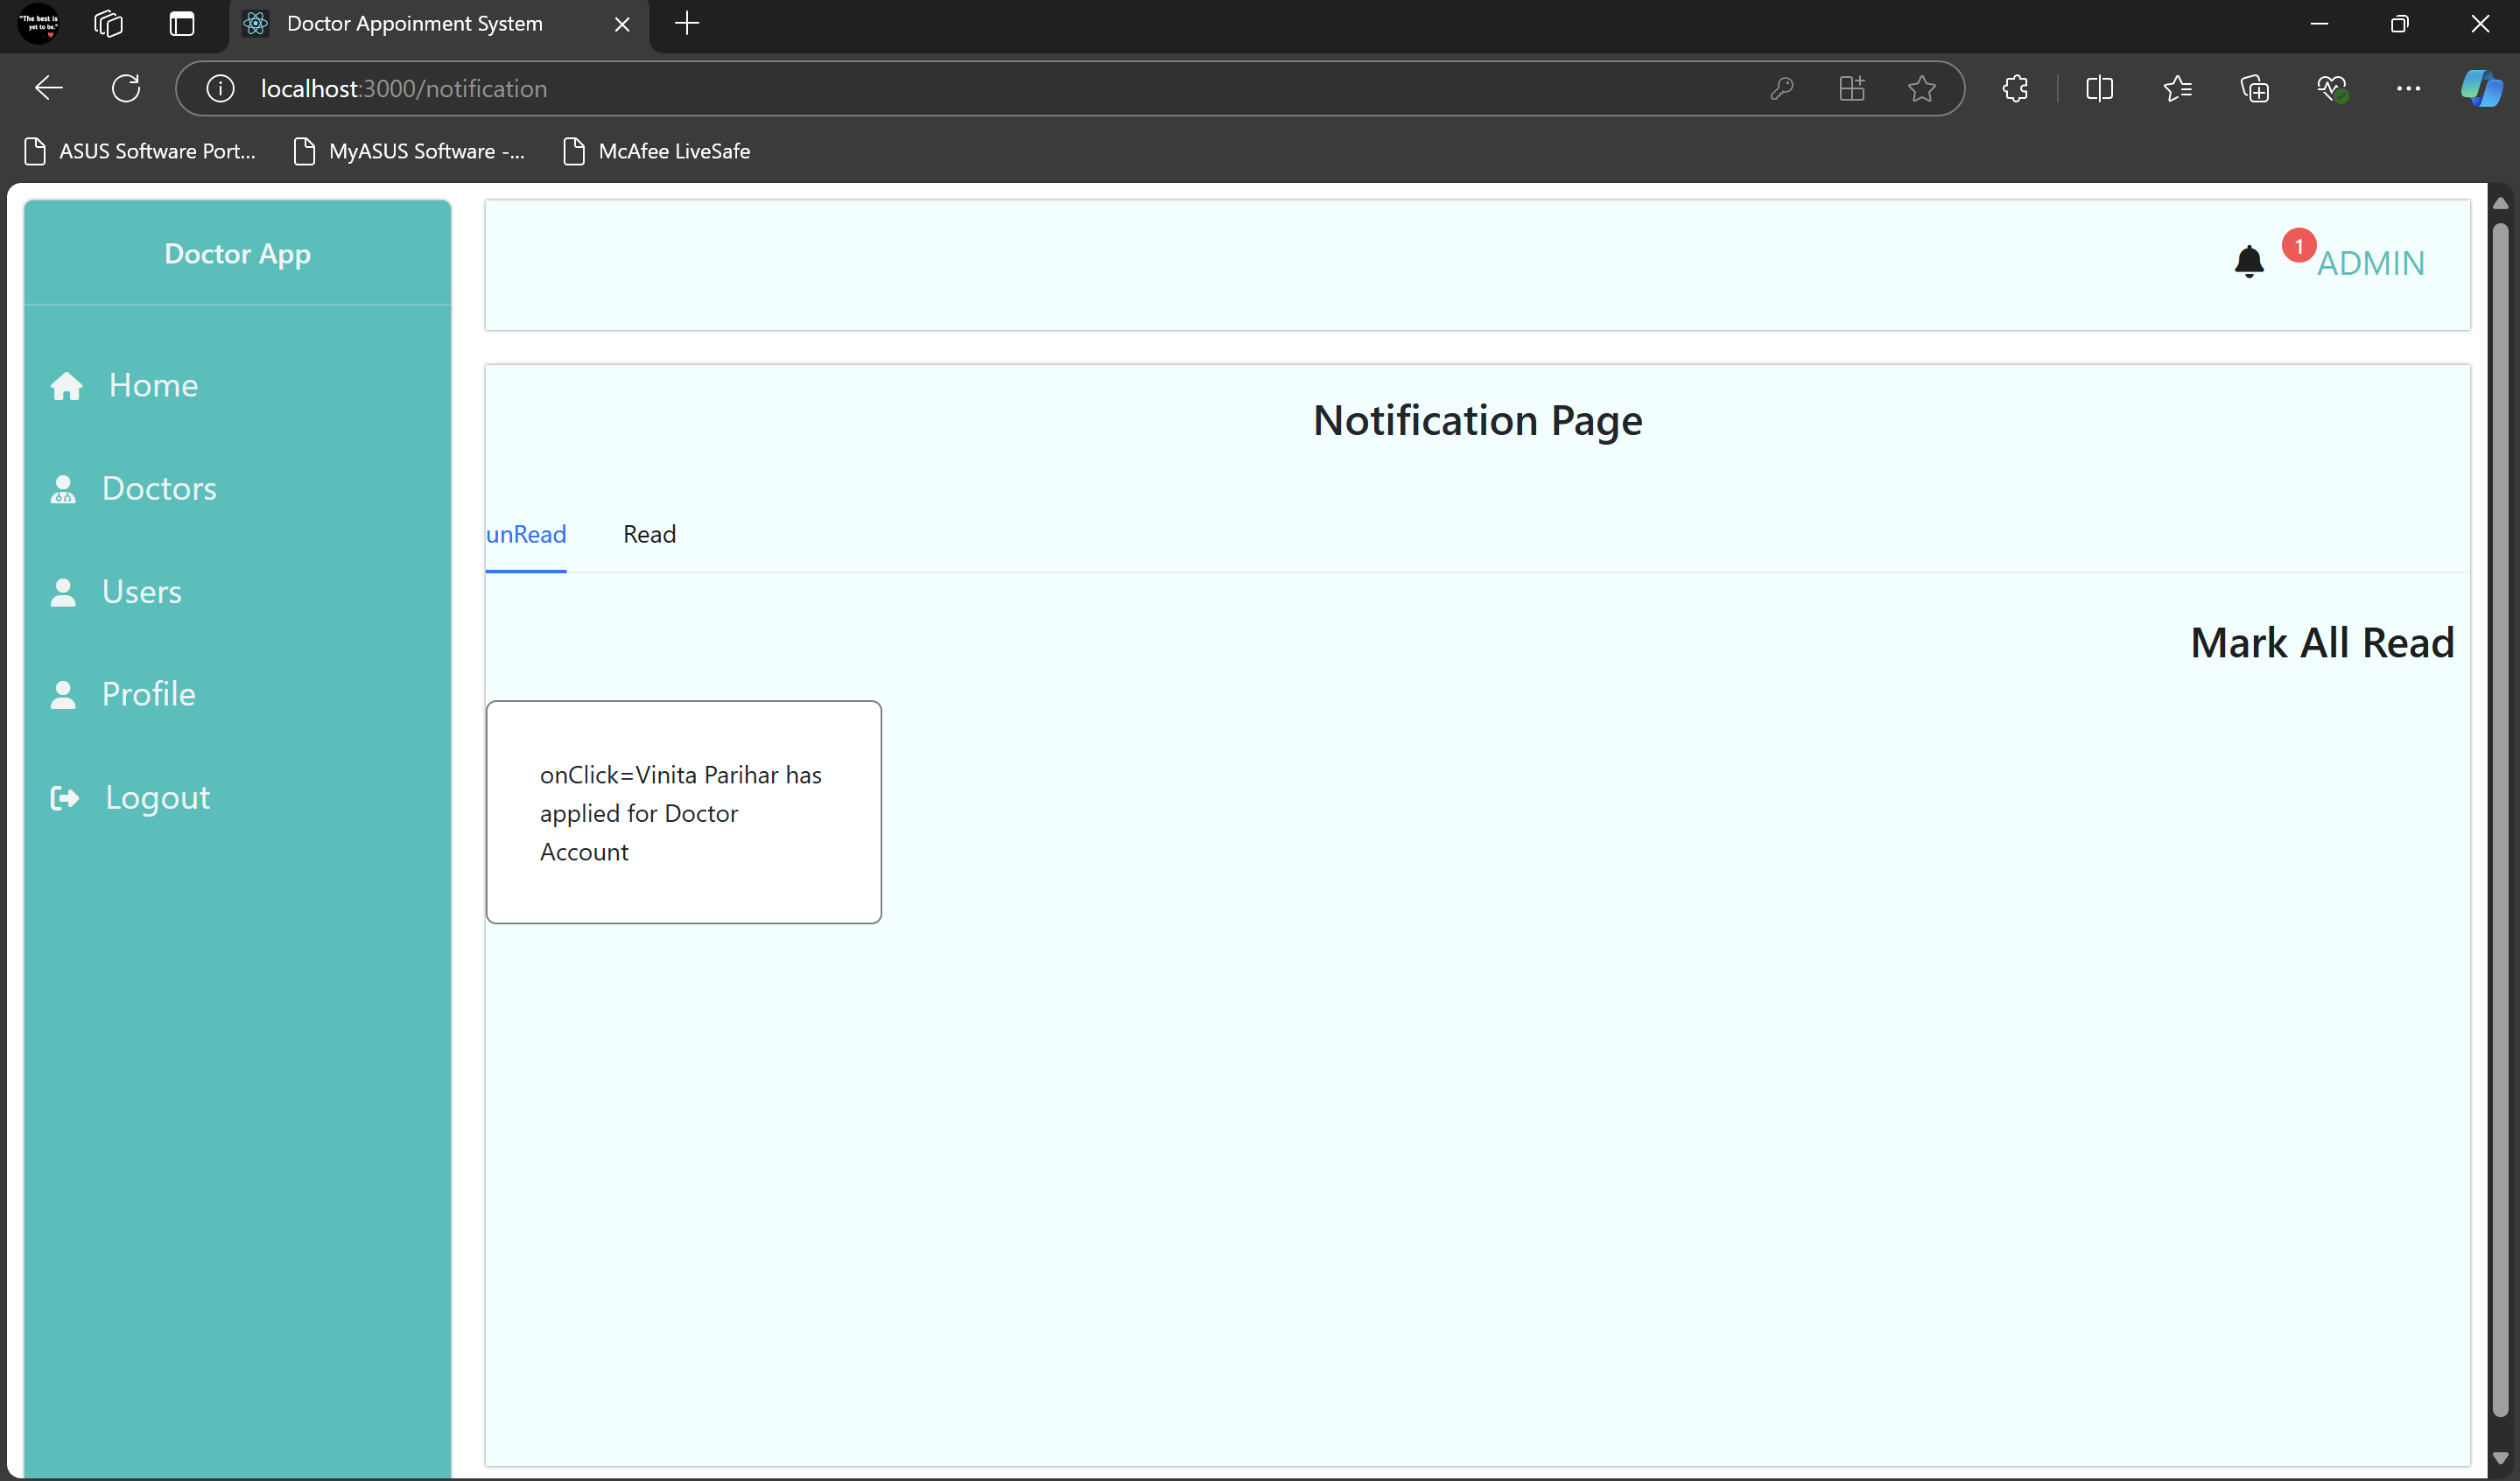 "The best is
yet to be."
Doctor Appoinment System
localhost:3000/notification
ASUS Software Port...
MyASUS Software -...
McAfee LiveSafe
Doctor App
1
ADMIN
Home
Doctors
Users
Profile
Logout
Notification Page
unRead
Read
Mark All Read
onClick=Vinita Parihar has
applied for Doctor
Account